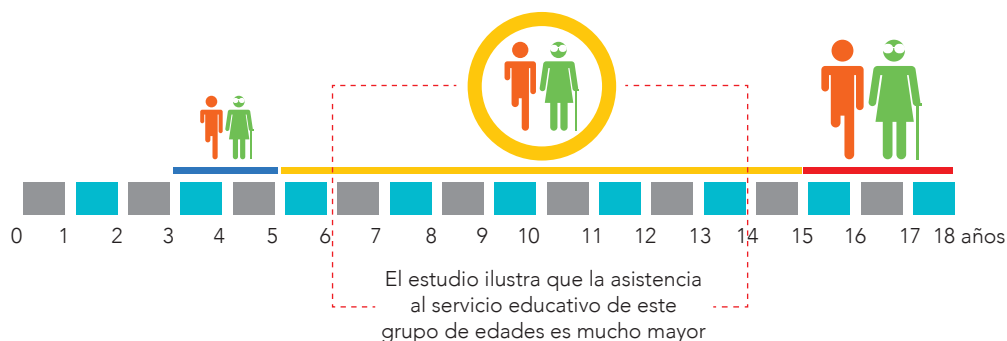 0 1 2 3 4 5 6 7 8 9 10 11 12 13 14 15 16 17 18 años
El estudio ilustra que la asistencia
al servicio educativo de este
grupo de edades es mucho mayor